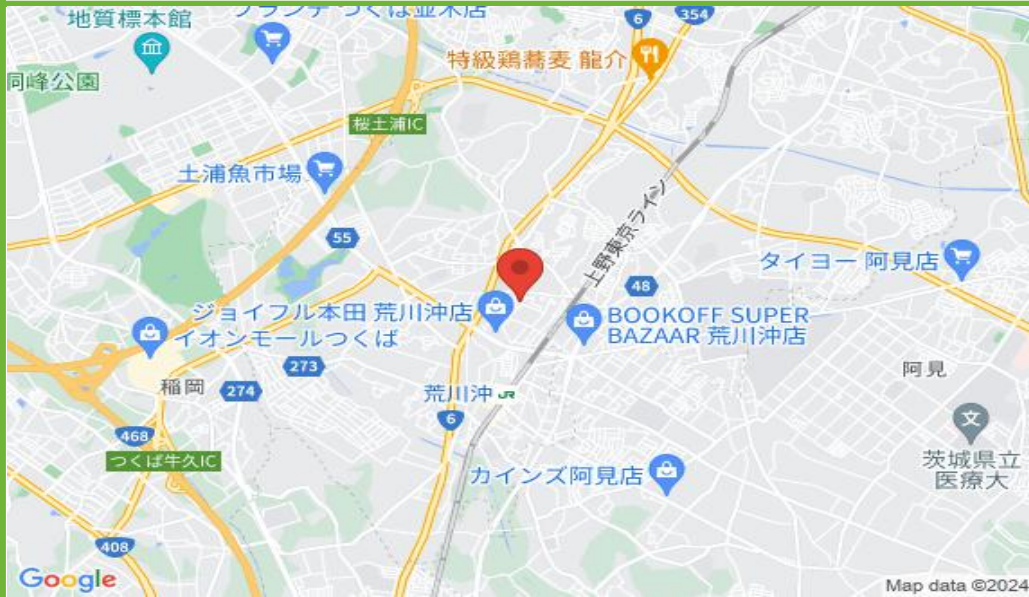 地質標本館
フランテ つくば並木店
6
354
特級鶏蕎麦 龍介
洞峰公園
桜土浦IC
土浦魚市場
55
上野東京ライン
タイヨー 阿見店
48
ジョイフル本田 荒川沖店
BOOKOFF SUPER
BAZAAR 荒川沖店
イオンモールつくば
273
阿見
稲岡
274
荒川沖 JR
6
468
つくば牛久IC
カインズ阿見店
茨城県立
医療大
408
Google
Map data ©2024